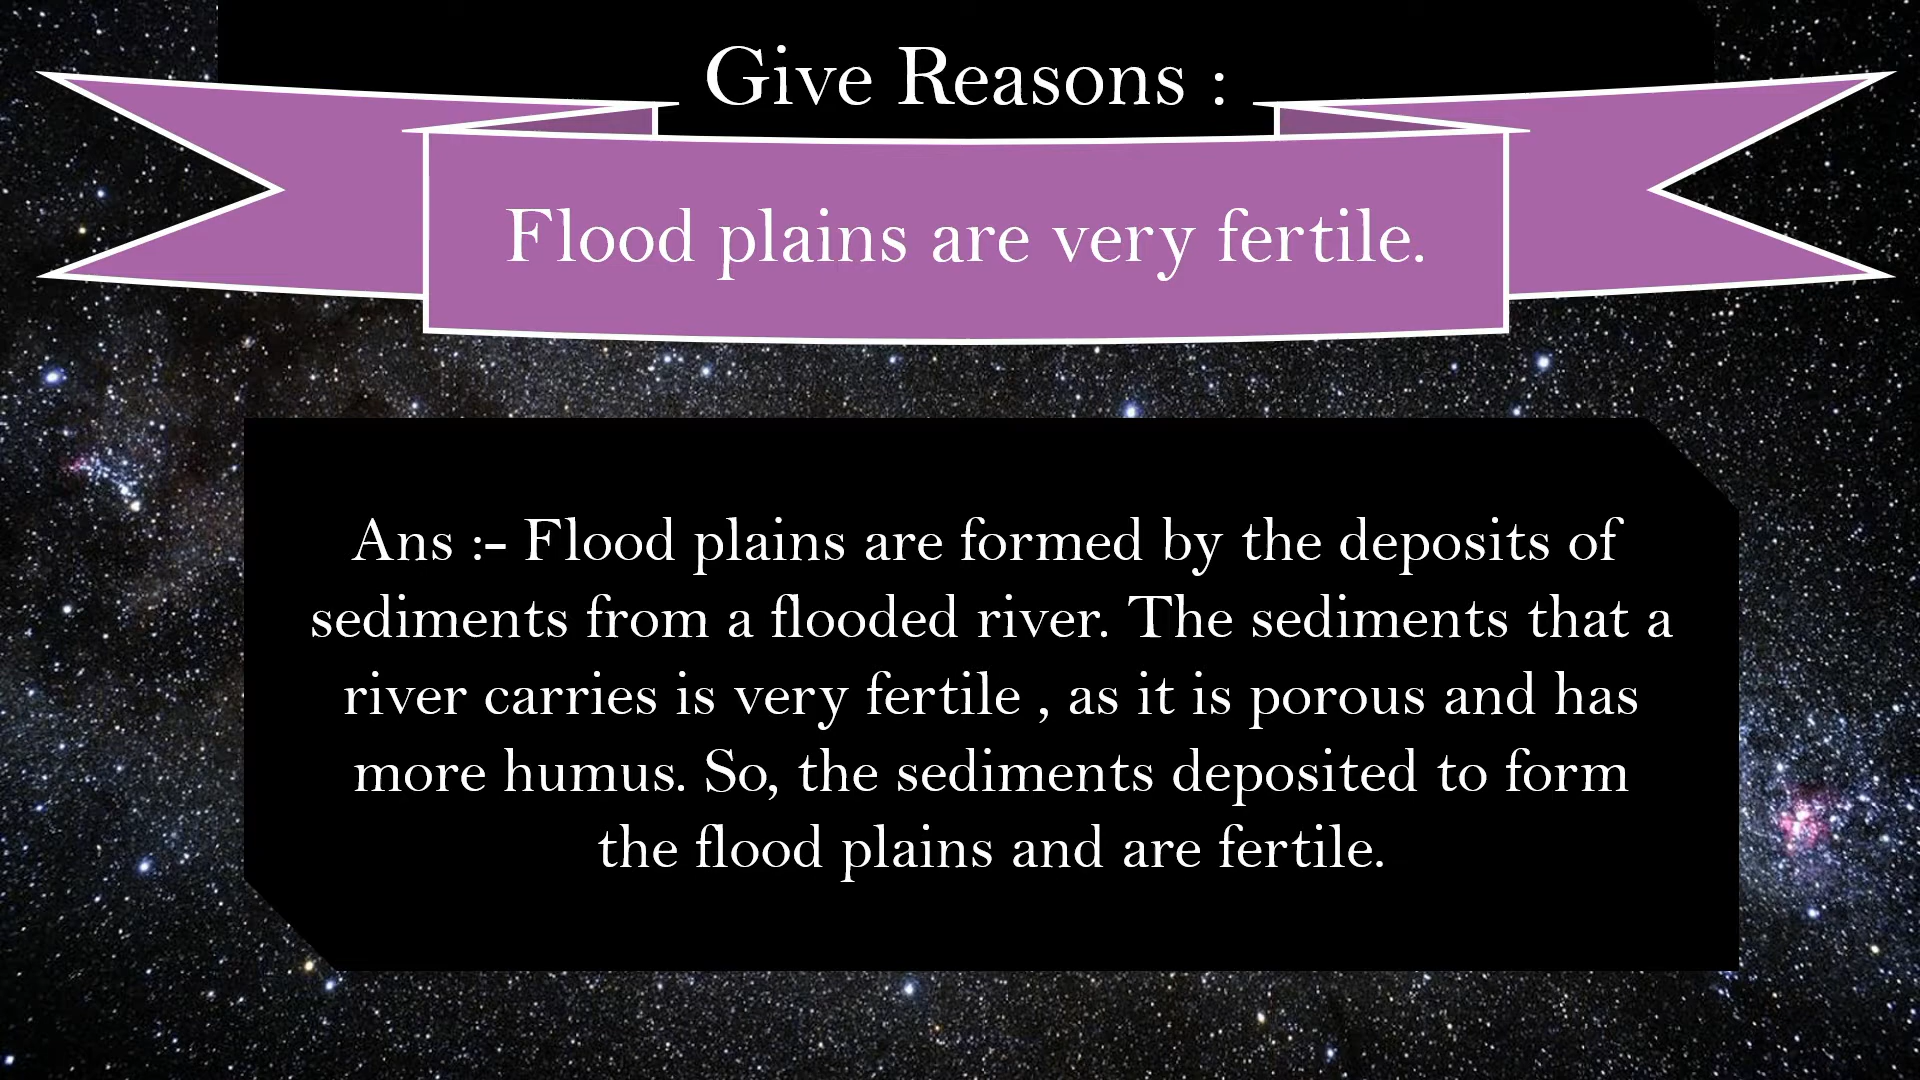 Give Reasons :
Flood plains are very fertile.
Ans :- Flood plains are formed by the deposits of
sediments from a flooded river. The sediments that a
river carries is very fertile , as it is porous and has
more humus. So, the sediments deposited to form
the flood plains and are fertile.